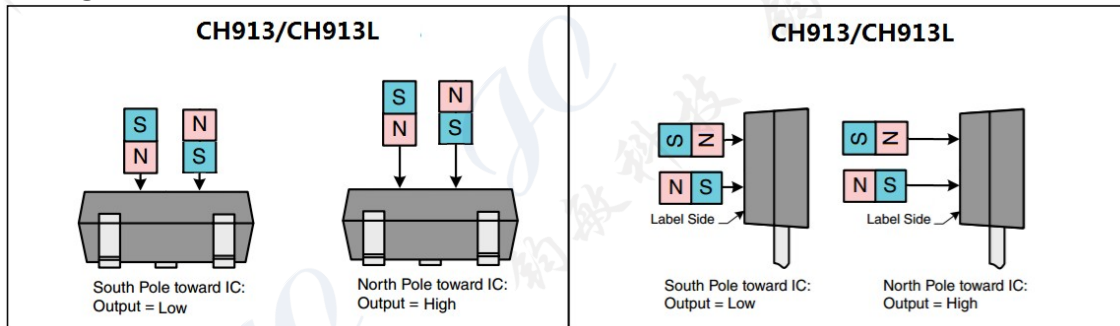 CH913/CH913L
S
N
N
S
S
N
N
S
South Pole toward IC:
Output = Low
North Pole toward IC:
Output = High
CH913/CH913L
S N
N S
Label Side
S N
N S
Label Side
South Pole toward IC:
Output = Low
North Pole toward IC:
Output = High